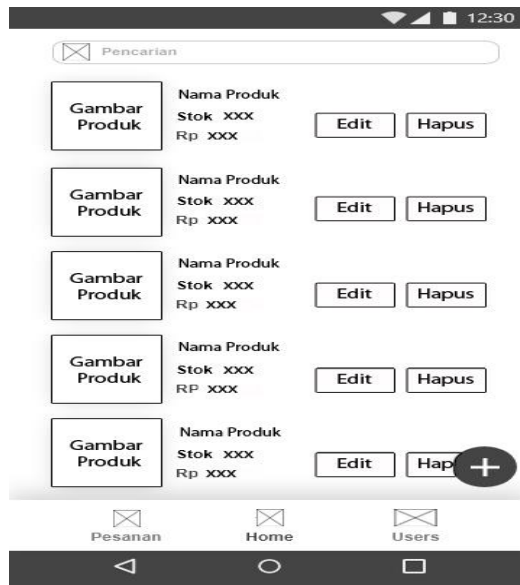 12:30
Pencarian
Gambar
Produk
Nama Produk
Stok xxx
Rp xxx
Edit
Hapus
Gambar
Produk
Nama Produk
Stok xxx
Rp xxx
Edit
Hapus
Gambar
Produk
Nama Produk
Stok xxx
Rp xxx
Edit
Hapus
Gambar
Produk
Nama Produk
Stok xxx
RP xxx
Edit
Hapus
Gambar
Produk
Nama Produk
Stok xxx
Rp xxx
Edit
Hap
+
Pesanan
Home
Users